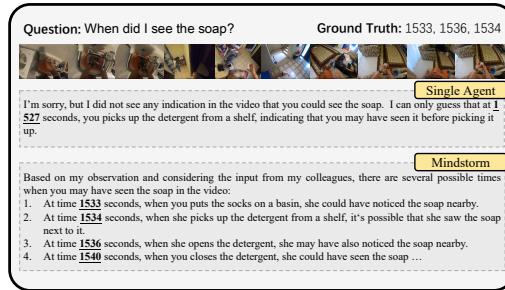 Question: When did I see the soap? Ground Truth: 1533, 1536, 1534
Single Agent
I'm sorry, but I did not see any indication in the video that you could see the soap. I can only guess that at 1
527 seconds, you picks up the detergent from a shelf, indicating that you may have seen it before picking it
up.
Mindstorm
Based on my observation and considering the input from my colleagues, there are several possible times
when you may have seen the soap in the video:
1. At time 1533 seconds, when you puts the socks on a basin, she could have noticed the soap nearby.
2. At time 1534 seconds, when she picks up the detergent from a shelf, it's possible that she saw the soap
next to it.
3. At time 1536 seconds, when she opens the detergent, she may have also noticed the soap nearby.
4. At time 1540 seconds, when you closes the detergent, she could have seen the soap …